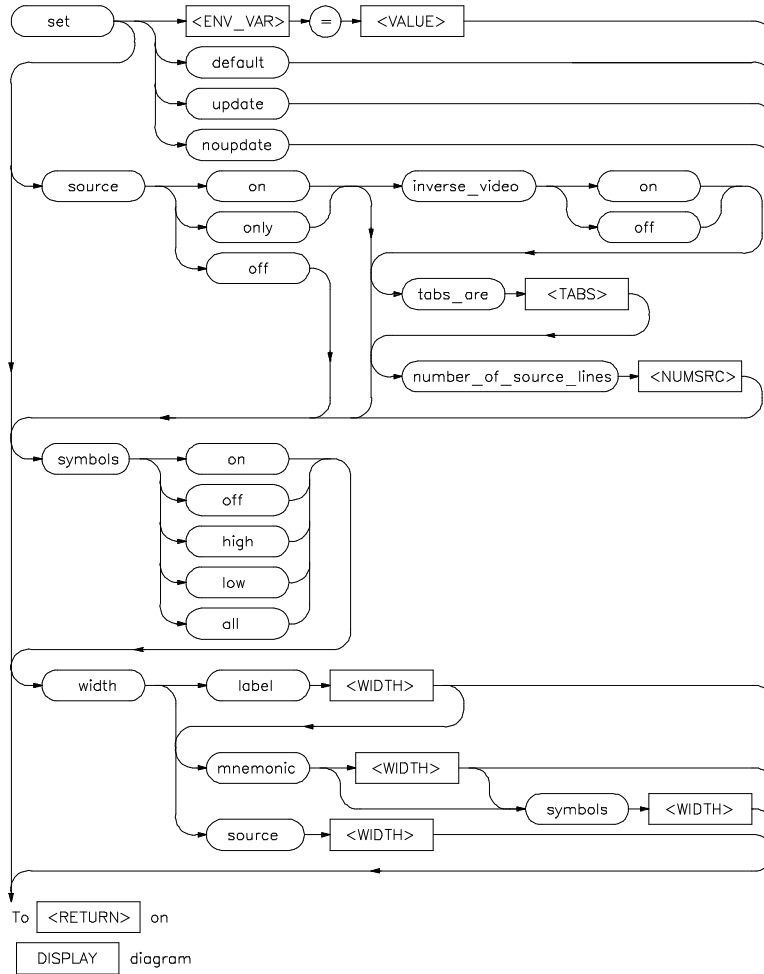 set <ENV_VAR> = <VALUE>
default
update
noupdate
source on inverse_video on
only off
off
tabs_are <TABS>
number_of_source_lines <NUMSRC>
symbols on
off
high
low
all
width label <WIDTH>
mnemonic <WIDTH>
symbols <WIDTH>
source <WIDTH>
To <RETURN> on
DISPLAY diagram